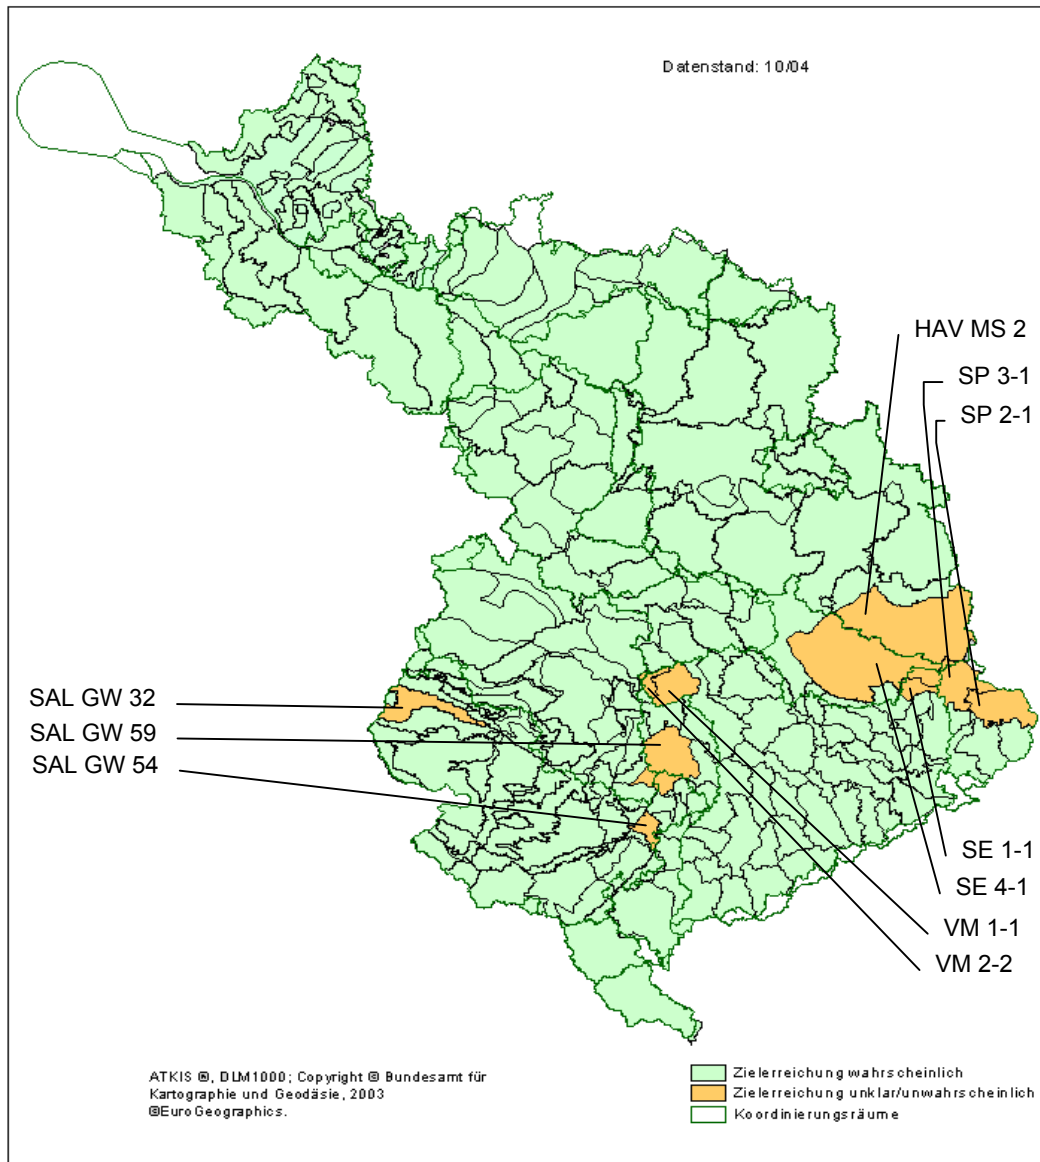 Datenstand: 10/04
HAV MS 2
SP 3-1
SP 2-1
SAL GW 32
SAL GW 59
SAL GW 54
SE 1-1
SE 4-1
VM 1-1
VM 2-2
ATKIS ®, DLM1000; Copyright © Bundesamt für
Kartographie und Geodäsie, 2003
©EuroGeographics.
Zielerreichung wahrscheinlich
Zielerreichung unklar/unwahrscheinlich
Koordinierungsräume